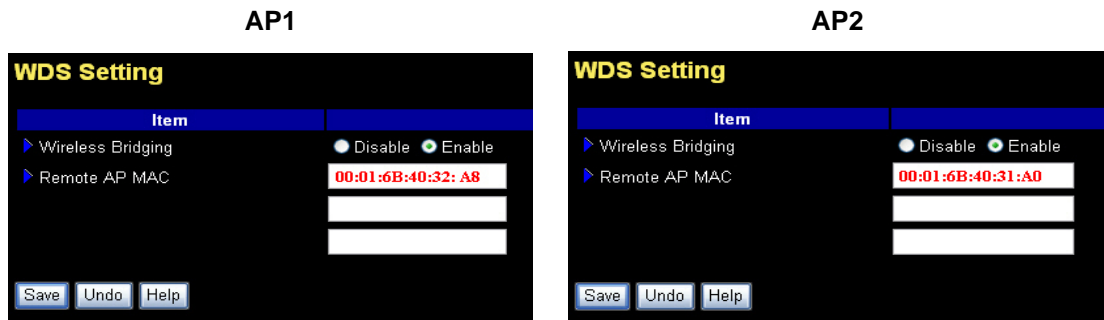 AP1
WDS Setting
Item
Wireless Bridging
Disable Enable
Remote AP MAC
00:01:6B:40:32: A8
Save Undo Help
AP2
WDS Setting
Item
Wireless Bridging
Disable Enable
Remote AP MAC
00:01:6B:40:31:A0
Save Undo Help